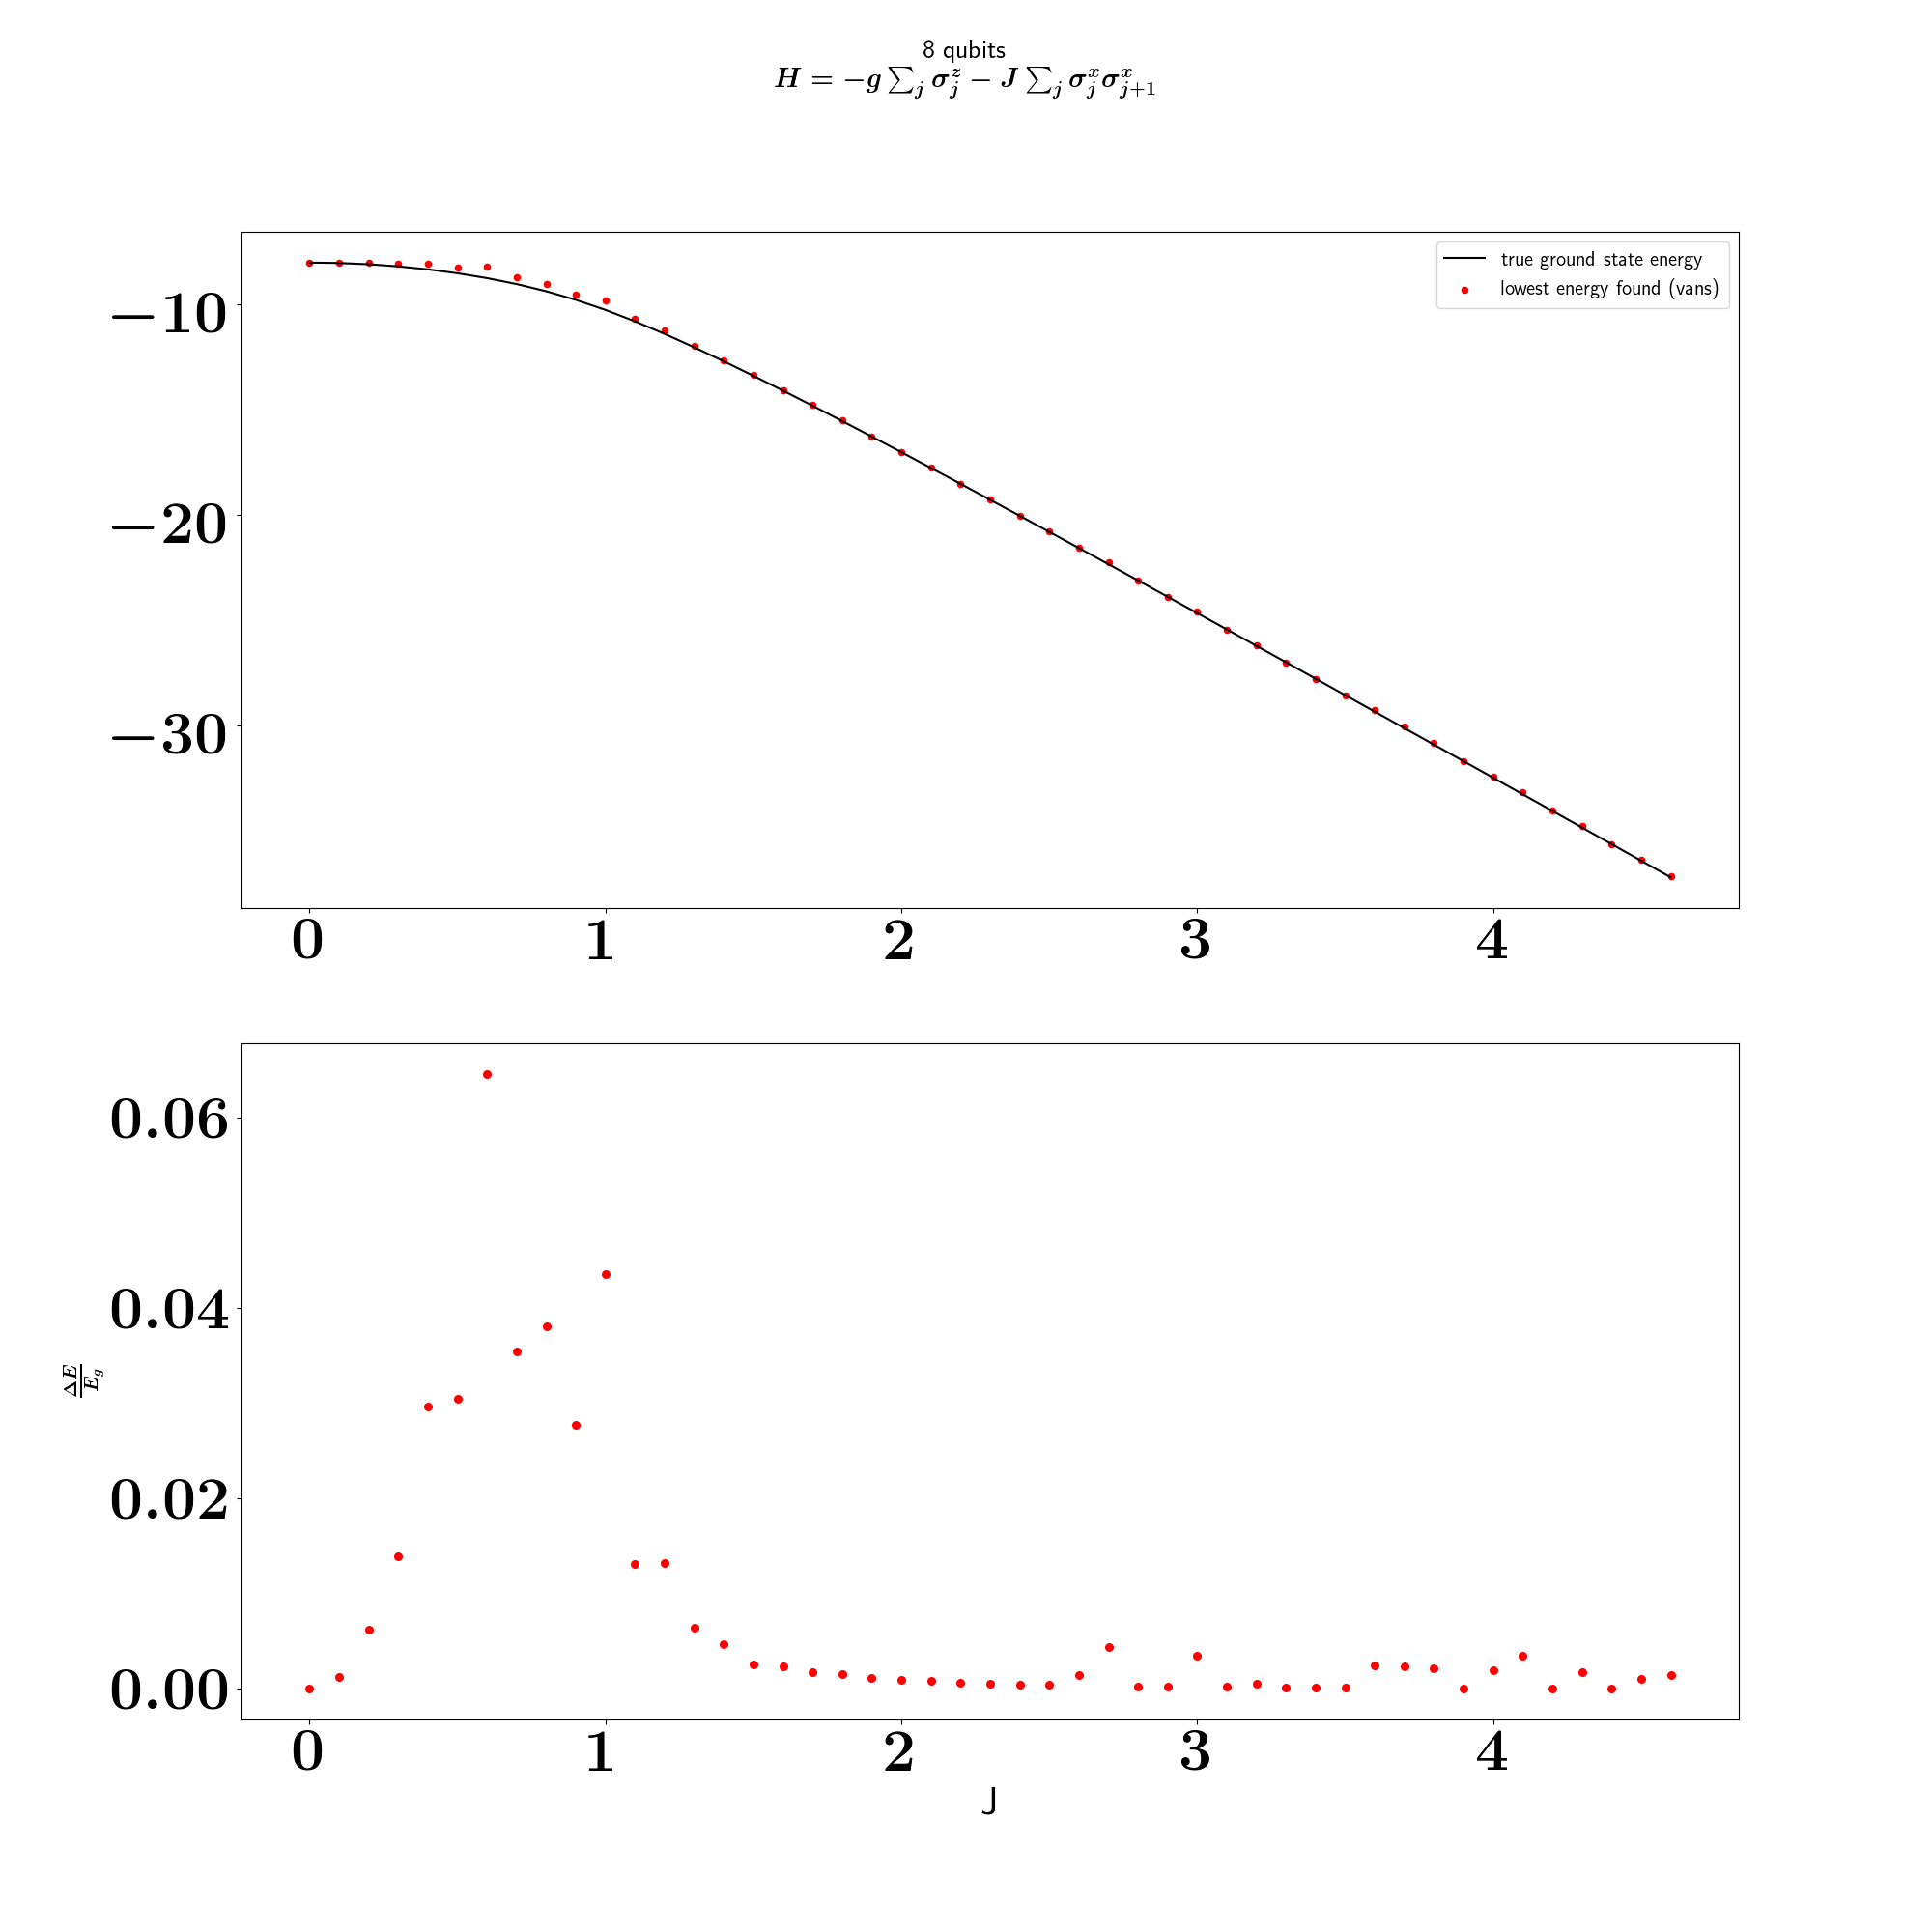 8 qubits
H = −g ∑_j σ_j^z − J ∑_j σ_j^x σ_{j+1}^x
true ground state energy
lowest energy found (vans)
−10
−20
−30
0 1 2 3 4
0.06
0.04
0.02
0.00
ΔE/E_g
0 1 2 3 4
J